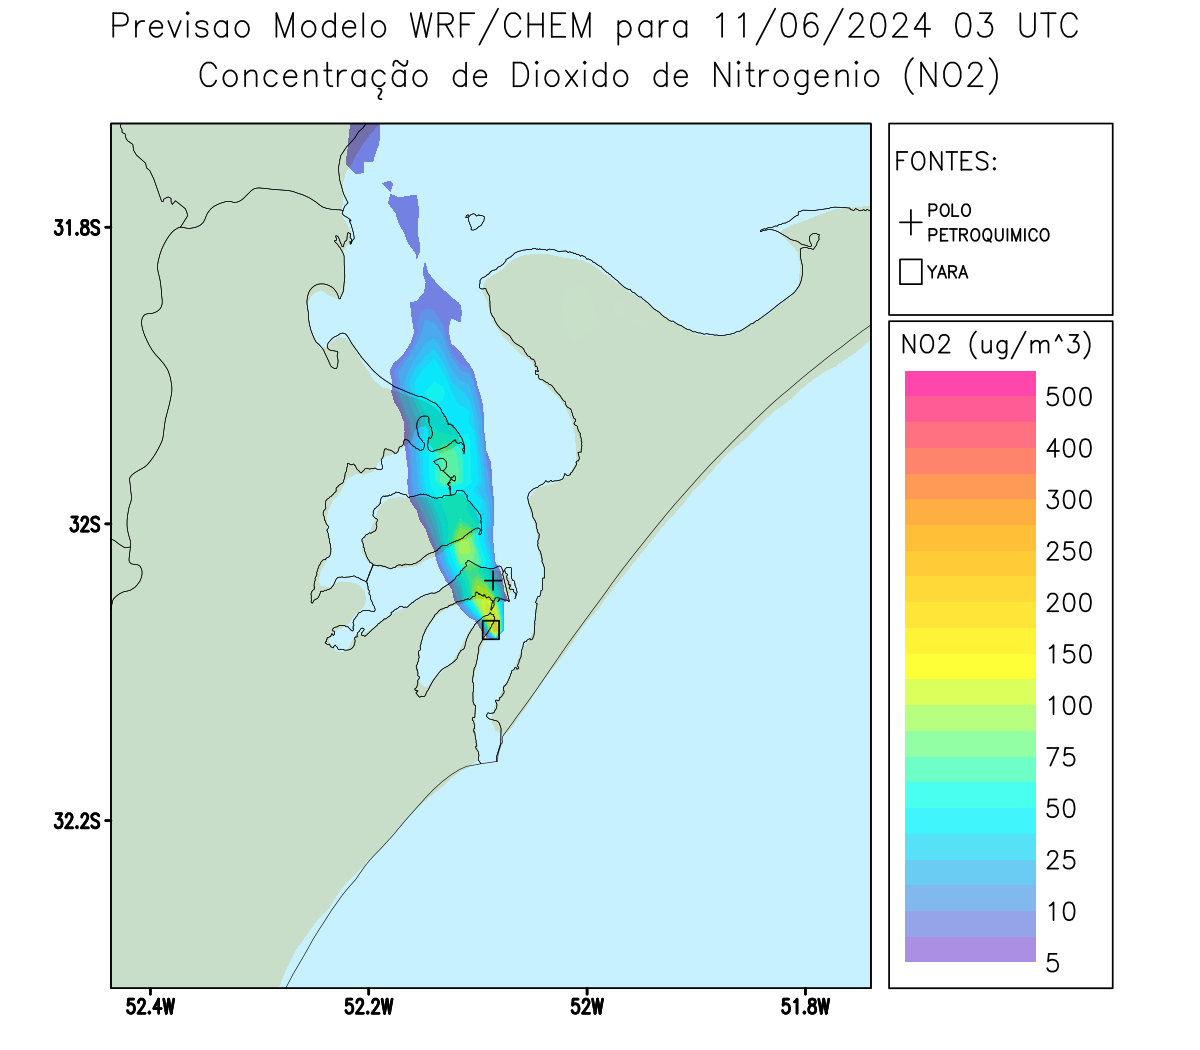 Previsao Modelo WRF/CHEM para 11/06/2024 03 UTC
Concentração de Dioxido de Nitrogenio (NO2)
FONTES:
POLO
PETROQUIMICO
YARA
31.8S
32S
32.2S
52.4W
52.2W
52W
51.8W
NO2 (ug/m^3)
500
400
300
250
200
150
100
75
50
25
10
5